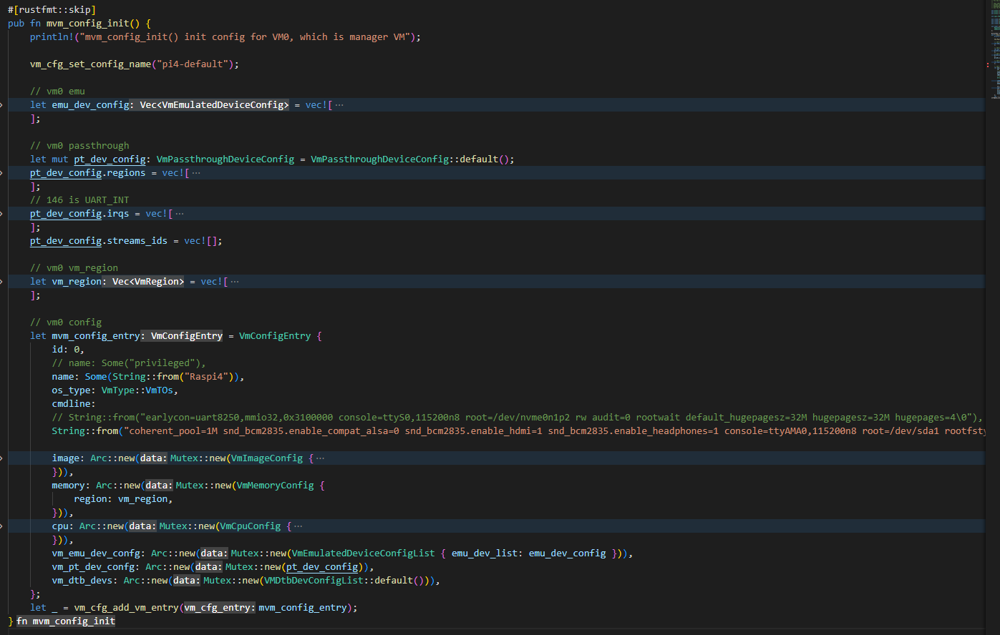 #[rustfmt::skip]
pub fn mvm_config_init() {
    println!("mvm_config_init() init config for VM0, which is manager VM");

    vm_cfg_set_config_name("pi4-default");

    // vm0 emu
    let emu_dev_config: Vec<VmEmulatedDeviceConfig> = vec![ ···
    ];

    // vm0 passthrough
    let mut pt_dev_config: VmPassthroughDeviceConfig = VmPassthroughDeviceConfig::default();
    pt_dev_config.regions = vec![ ···
    ];
    // 146 is UART_INT
    pt_dev_config.irqs = vec![ ···
    ];
    pt_dev_config.streams_ids = vec![];

    // vm0 vm_region
    let vm_region: Vec<VmRegion> = vec![ ···
    ];

    // vm0 config
    let mvm_config_entry: VmConfigEntry = VmConfigEntry {
        id: 0,
        // name: Some("privileged"),
        name: Some(String::from("Raspi4")),
        os_type: VmType::VmTOs,
        cmdline:
        // String::from("earlycon=uart8250,mmio32,0x3100000 console=ttyS0,115200n8 root=/dev/nvme0n1p2 rw audit=0 rootwait default_hugepagesz=32M hugepagesz=32M hugepages=4\0"),
        String::from("coherent_pool=1M snd_bcm2835.enable_compat_alsa=0 snd_bcm2835.enable_hdmi=1 snd_bcm2835.enable_headphones=1 console=ttyAMA0,115200n8 root=/dev/sda1 rootfsty

        image: Arc::new(data: Mutex::new(VmImageConfig { ···
        })),
        memory: Arc::new(data: Mutex::new(VmMemoryConfig {
            region: vm_region,
        })),
        cpu: Arc::new(data: Mutex::new(VmCpuConfig { ···
        })),
        vm_emu_dev_confg: Arc::new(data: Mutex::new(VmEmulatedDeviceConfigList { emu_dev_list: emu_dev_config })),
        vm_pt_dev_confg: Arc::new(data: Mutex::new(pt_dev_config)),
        vm_dtb_devs: Arc::new(data: Mutex::new(VMDtbDevConfigList::default())),
    };
    let _ = vm_cfg_add_vm_entry(vm_cfg_entry: mvm_config_entry);
} fn mvm_config_init